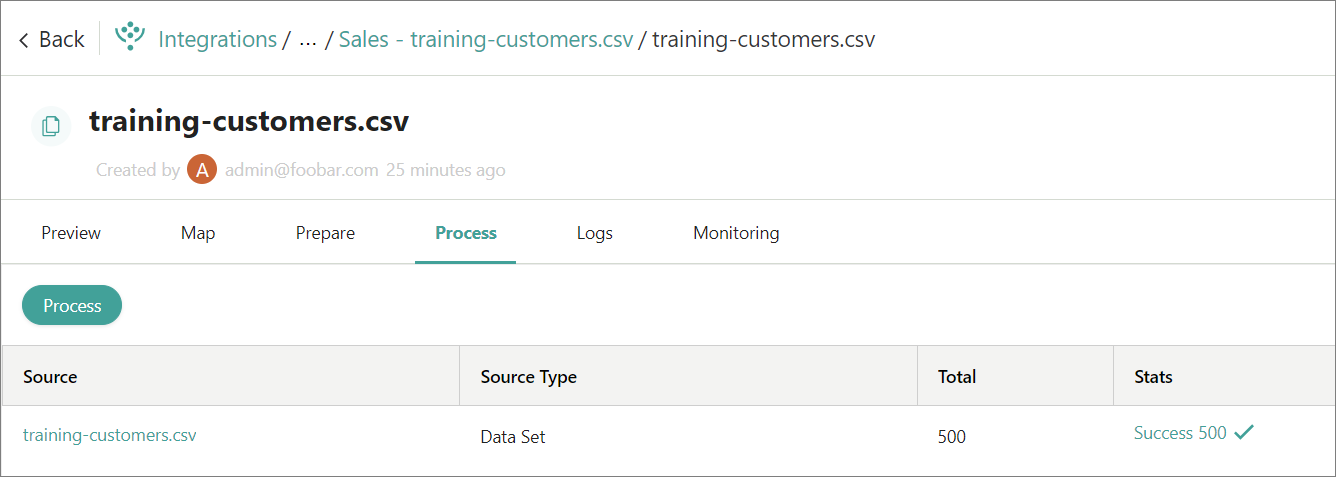 Back Integrations / ... / Sales - training-customers.csv / training-customers.csv
training-customers.csv
Created by A admin@foobar.com 25 minutes ago
Preview Map Prepare Process Logs Monitoring
Process
Source Source Type Total Stats
training-customers.csv Data Set 500 Success 500